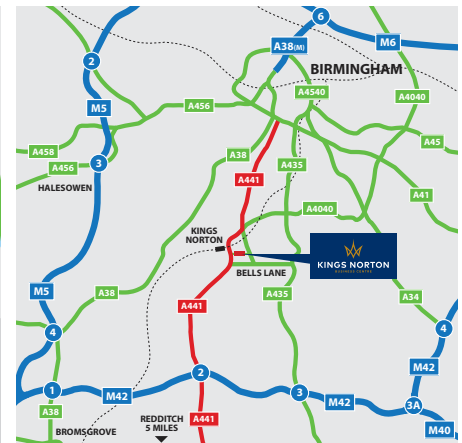 6
A38(M)
M6
BIRMINGHAM
2
A4540
A4040
M5
A456
A45
A458
A38
A435
A456
3
HALESOWEN
A441
A41
A4040
KINGS
NORTON
KINGS NORTON
BUSINESS CENTRE
BELLS LANE
M5
A38
A435
A34
A441
4
4
2
M42
1
M42
3
M42
3A
A38
REDDITCH
5 MILES
A441
M40
BROMSGROVE